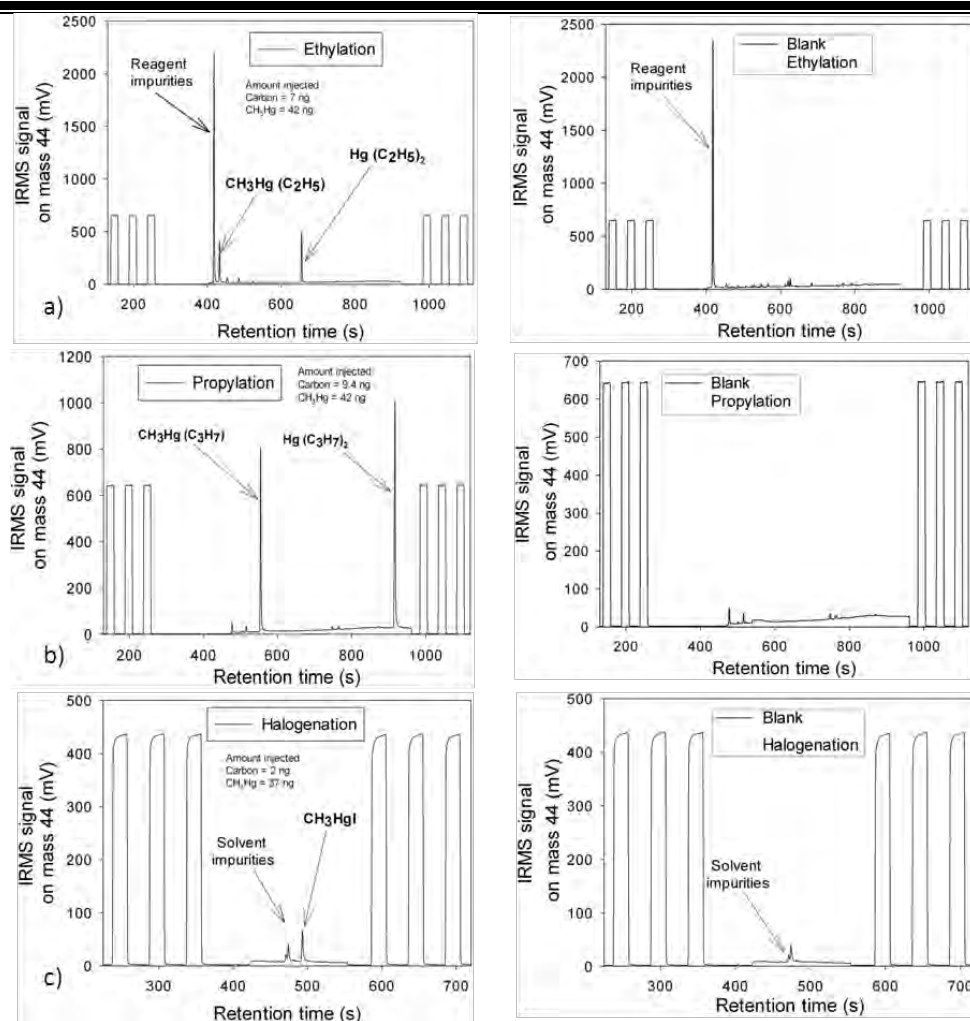 2500
2000
1500
1000
500
0
IRMS signal
on mass 44 (mV)
Ethylation
Reagent
impurities
Amount injected
Carbon = 7 ng
CH3Hg = 42 ng
CH3Hg (C2H5)
Hg (C2H5)2
a)
200 400 600 800 1000
Retention time (s)
2500
2000
1500
1000
500
0
IRMS signal
on mass 44 (mV)
Blank
Ethylation
Reagent
impurities
200 400 600 800 1000
Retention time (s)
1200
1000
800
600
400
200
0
IRMS signal
on mass 44 (mV)
Propylation
Amount injected
Carbon = 9.4 ng
CH3Hg = 42 ng
CH3Hg (C3H7)
Hg (C3H7)2
b)
200 400 600 800 1000
Retention time (s)
700
600
500
400
300
200
100
0
IRMS signal
on mass 44 (mV)
Blank
Propylation
200 400 600 800 1000
Retention time (s)
500
400
300
200
100
0
IRMS signal
on mass 44 (mV)
Halogenation
Amount injected
Carbon = 2 ng
CH3Hg = 37 ng
CH3HgI
Solvent
impurities
c)
300 400 500 600 700
Retention time (s)
500
400
300
200
100
0
IRMS signal
on mass 44 (mV)
Blank
Halogenation
Solvent
impurities
300 400 500 600 700
Retention time (s)